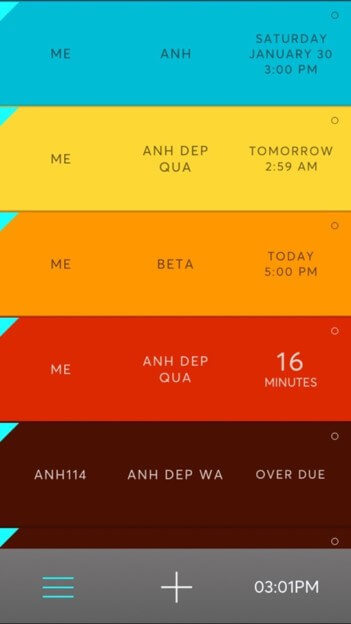 ME ANH SATURDAY
JANUARY 30
3:00 PM
ME ANH DEP
QUA TOMORROW
2:59 AM
ME BETA TODAY
5:00 PM
ME ANH DEP
QUA 16
MINUTES
ANH114 ANH DEP WA OVER DUE
03:01PM